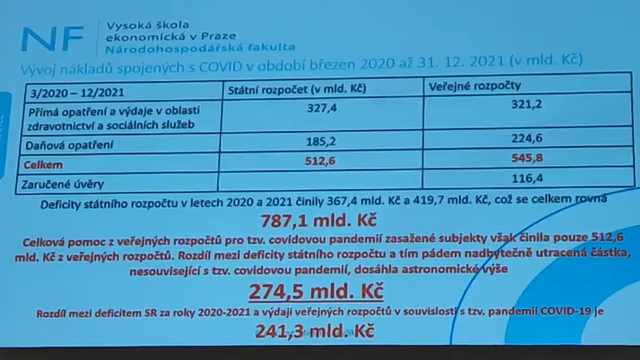 NF
Vysoká škola
ekonomická v Praze
Národohospodářská fakulta
Vývoj nákladů spojených s COVID v období březen 2020 až 31. 12. 2021 (v mld. Kč)
3/2020 – 12/2021 Státní rozpočet (v mld. Kč) Veřejné rozpočty
Přímá opatření a výdaje v oblasti
zdravotnictví a sociálních služeb 327,4 321,2
Daňová opatření 185,2 224,6
Celkem 512,6 545,8
Zaručené úvěry 116,4
Deficity státního rozpočtu v letech 2020 a 2021 činily 367,4 mld. Kč a 419,7 mld. Kč, což se celkem rovná
787,1 mld. Kč
Celková pomoc z veřejných rozpočtů pro tzv. covidovou pandemií zasažené subjekty však činila pouze 512,6
mld. Kč z veřejných rozpočtů. Rozdíl mezi deficity státního rozpočtu a tím pádem nadbytečně utracená částka,
nesouvisející s tzv. covidovou pandemií, dosáhla astronomické výše
274,5 mld. Kč
Rozdíl mezi deficitem SR za roky 2020-2021 a výdaji veřejných rozpočtů v souvislosti s tzv. pandemií COVID-19 je
241,3 mld. Kč